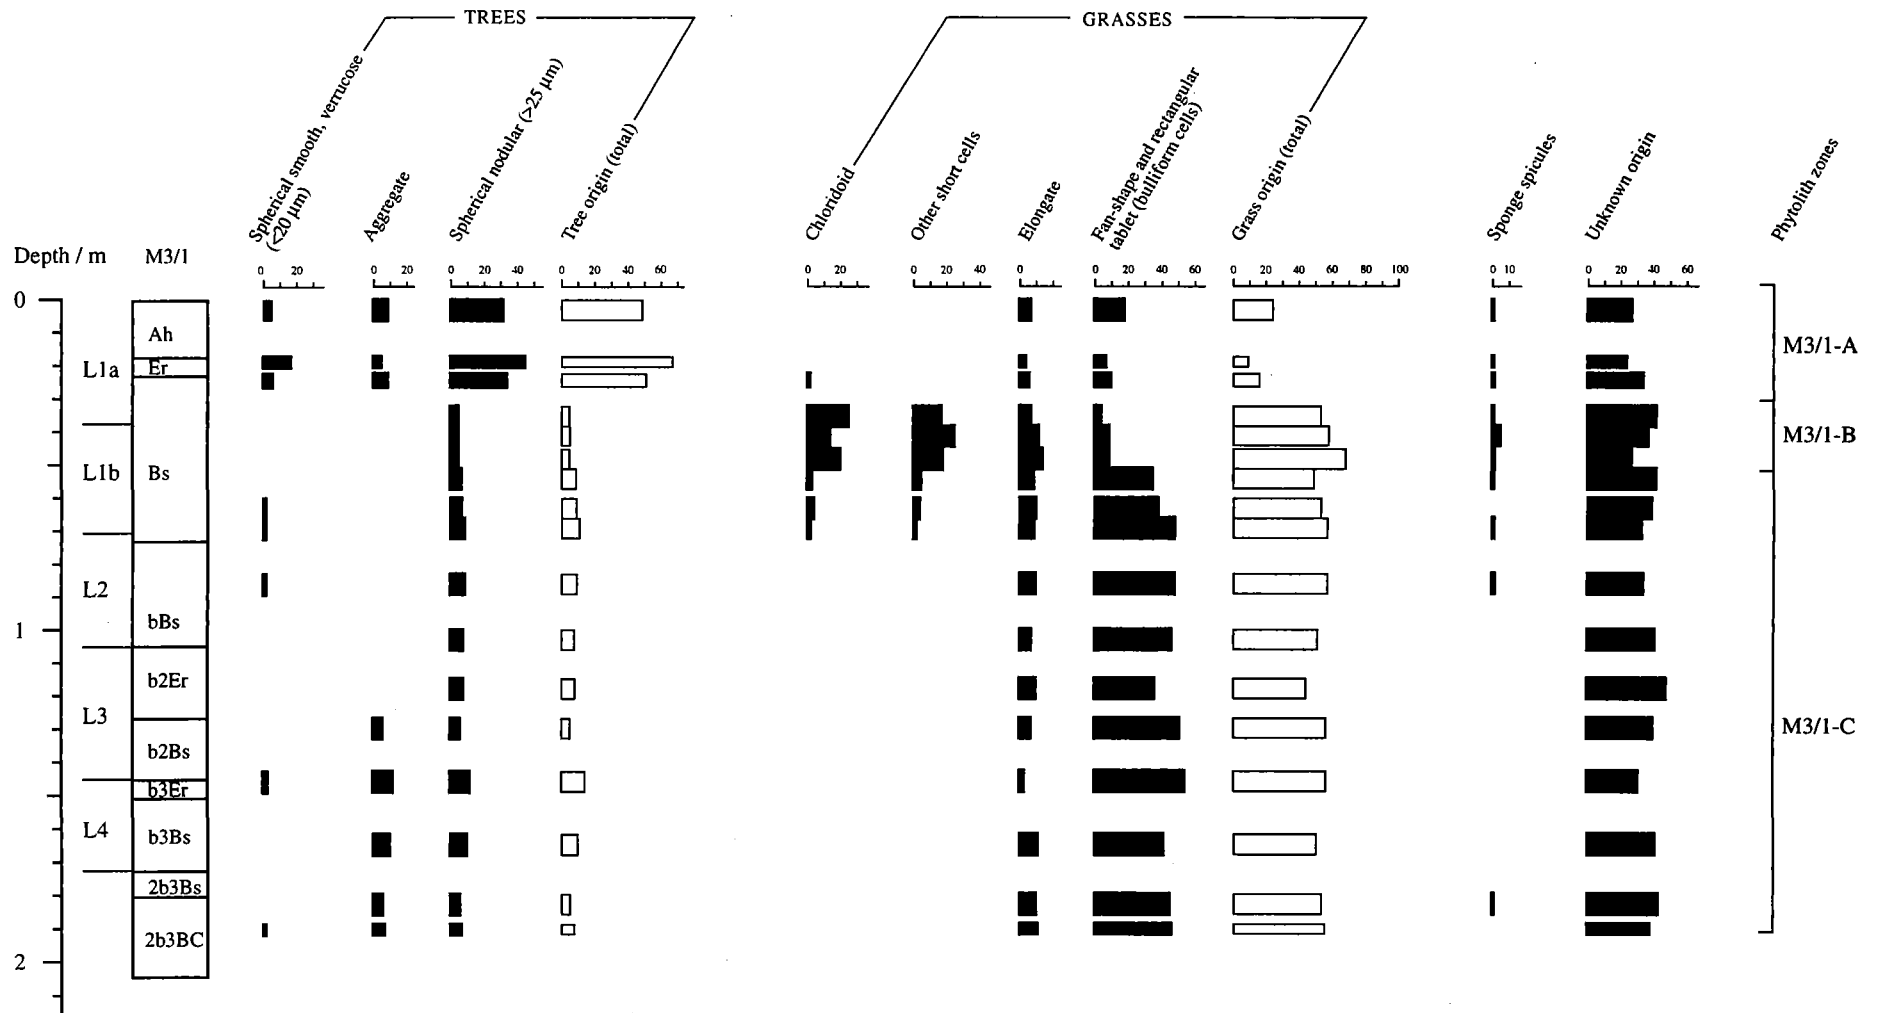 TREES
GRASSES
Spherical smooth, verrucose
(<20 µm)
Aggregate
Spherical nodular (>25 µm)
Tree origin (total)
Chloridoid
Other short cells
Elongate
Fan-shape and rectangular
tablet (bulliform cells)
Grass origin (total)
Sponge spicules
Unknown origin
Phytolith zones
Depth / m M3/1
0 20
0 20
0 20 40
0 20 40 60
0 20
0 20 40
0
0 20 40 60
0 20 40 60 80 100
0 10
0 20 40 60
0
1
2
L1a
L1b
L2
L3
L4
Ah
Er
Bs
bBs
b2Er
b2Bs
b3Er
b3Bs
2b3Bs
2b3BC
M3/1-A
M3/1-B
M3/1-C